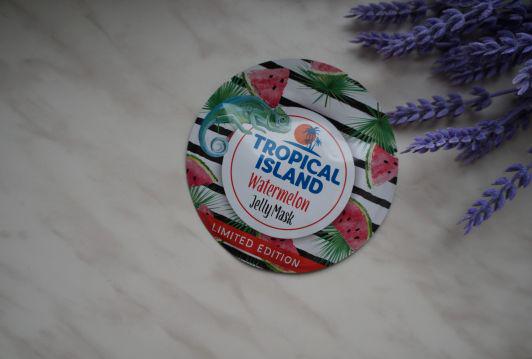 TROPICAL
ISLAND
Watermelon
Jelly Mask
LIMITED EDITION